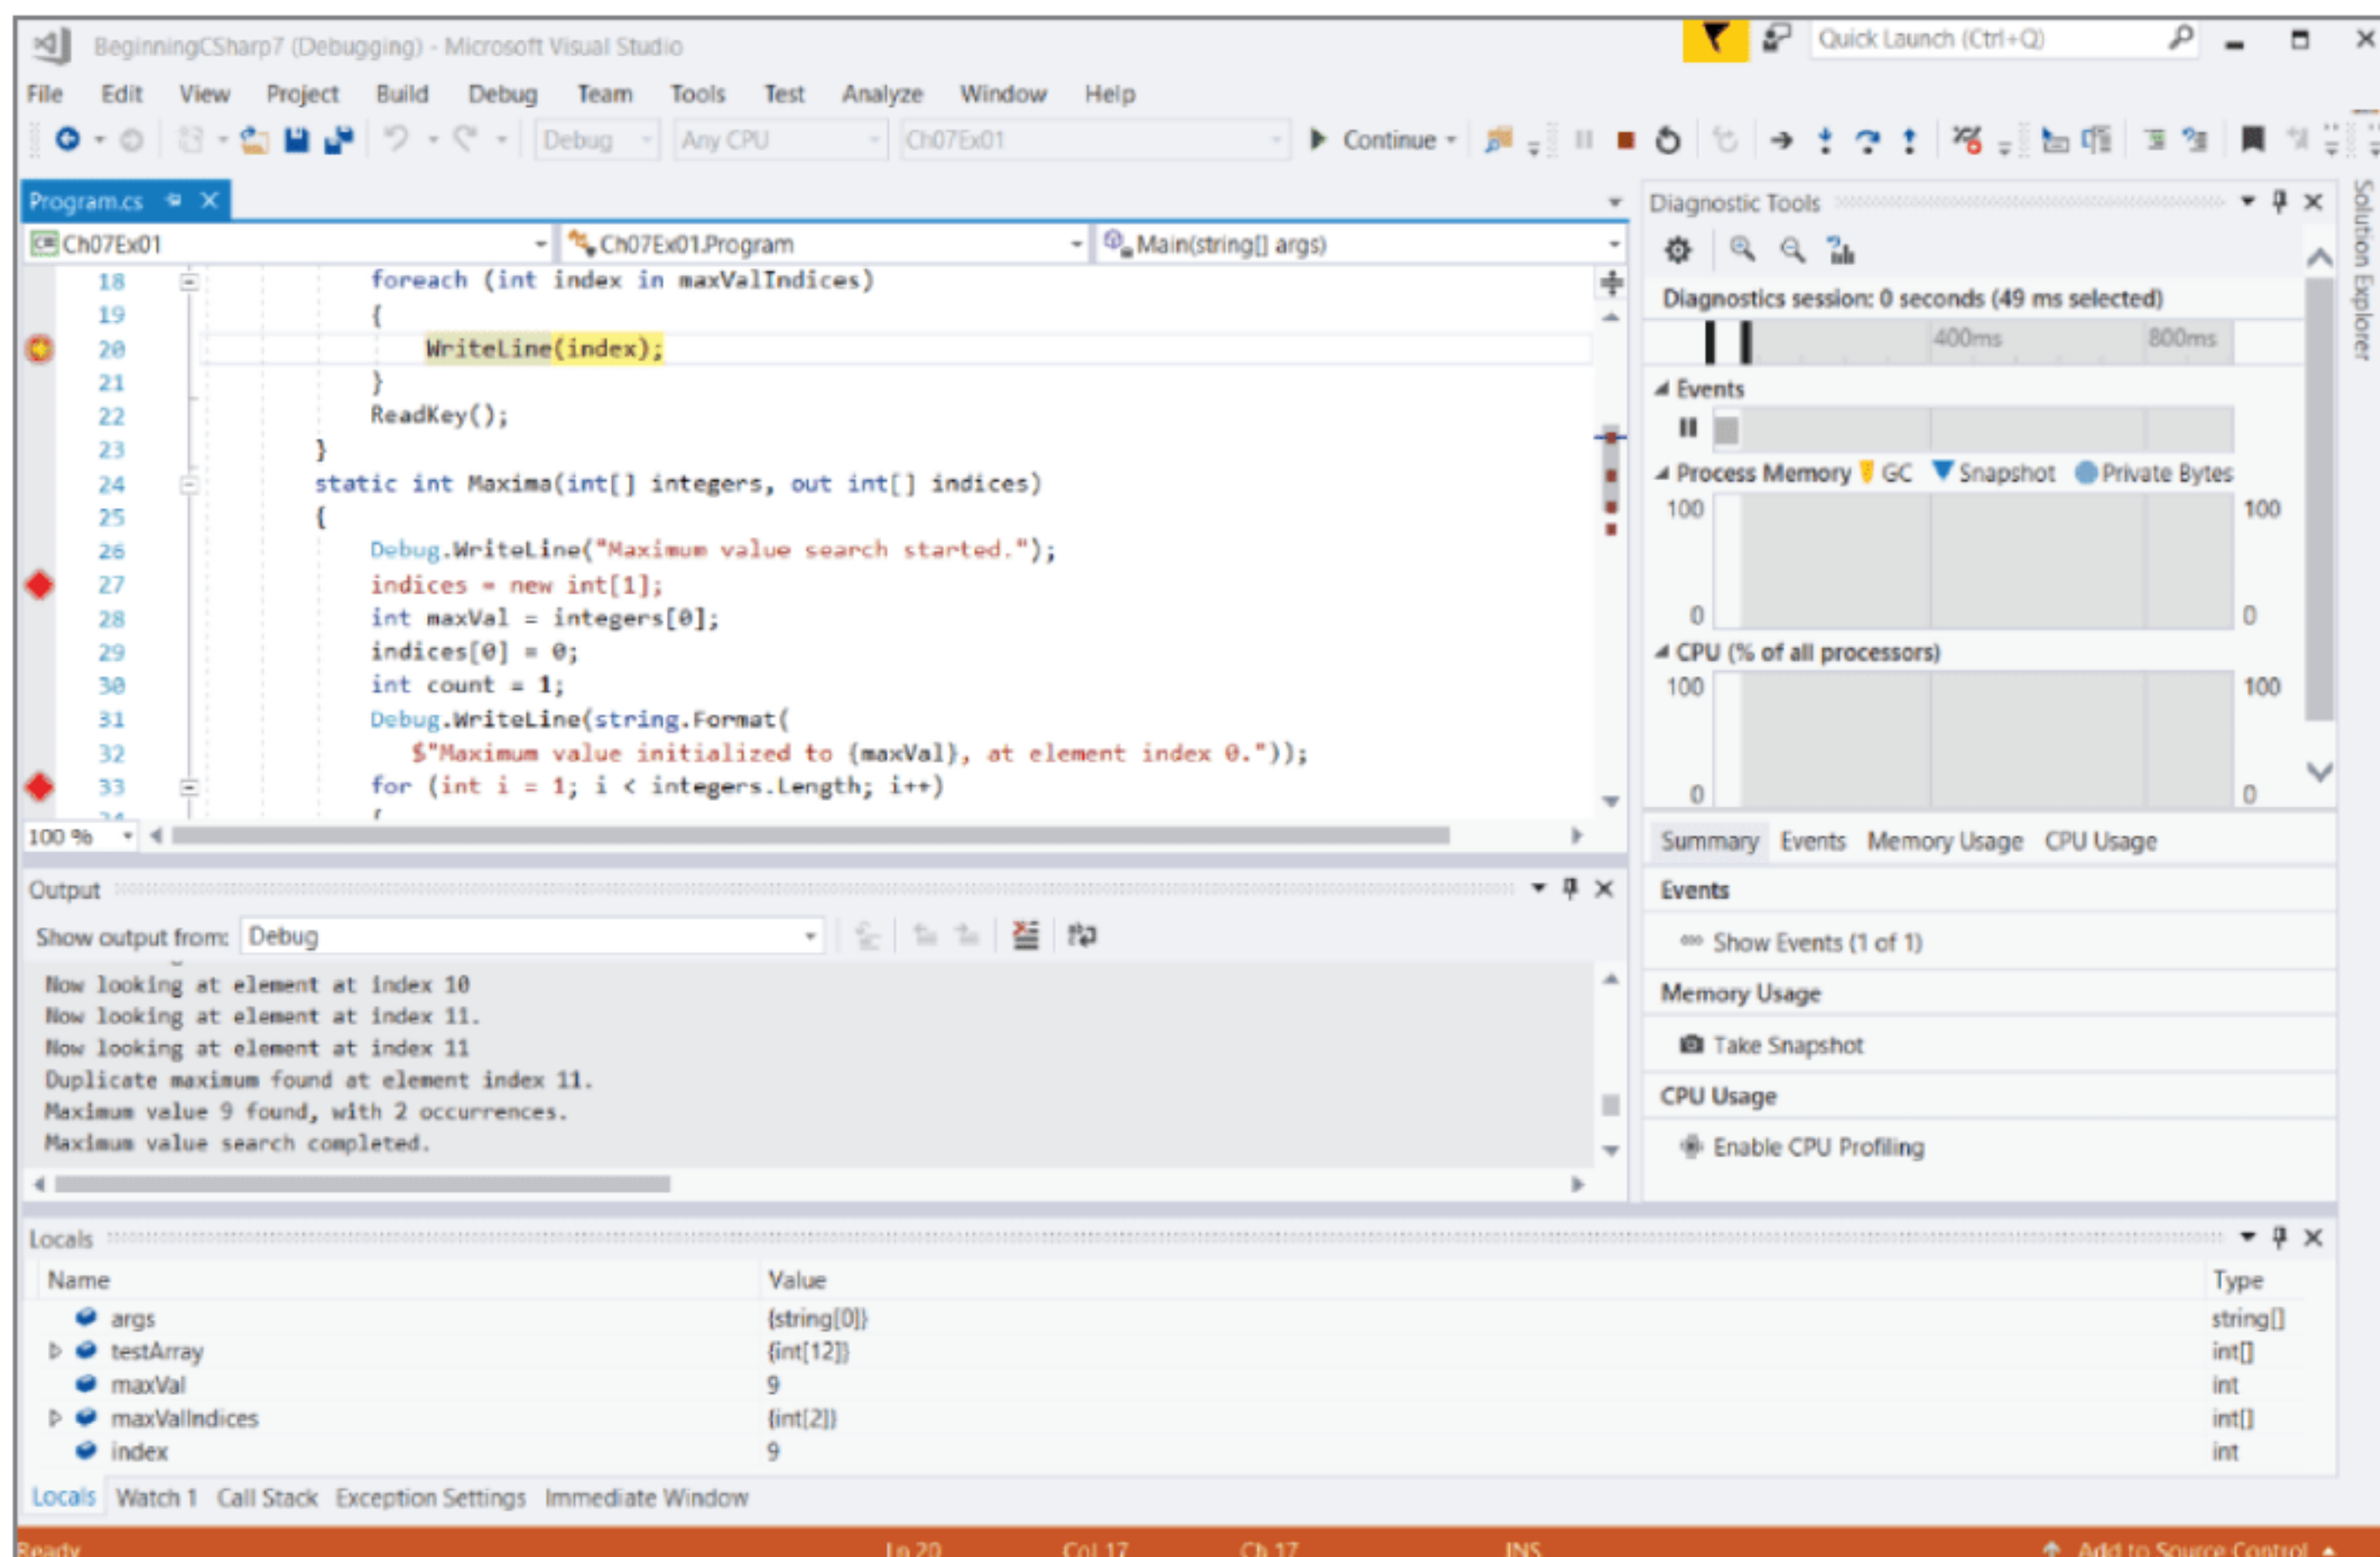 BeginningCSharp7 (Debugging) - Microsoft Visual Studio
Quick Launch (Ctrl+Q)
File Edit View Project Build Debug Team Tools Test Analyze Window Help
Debug Any CPU Ch07Ex01 Continue
Program.cs
Ch07Ex01 Ch07Ex01.Program Main(string[] args)
18 foreach (int index in maxValIndices)
19 {
20 WriteLine(index);
21 }
22 ReadKey();
23 }
24 static int Maxima(int[] integers, out int[] indices)
25 {
26 Debug.WriteLine("Maximum value search started.");
27 indices = new int[1];
28 int maxVal = integers[0];
29 indices[0] = 0;
30 int count = 1;
31 Debug.WriteLine(string.Format(
32 $"Maximum value initialized to {maxVal}, at element index 0."));
33 for (int i = 1; i < integers.Length; i++)
100 %
Diagnostic Tools
Diagnostics session: 0 seconds (49 ms selected)
400ms 800ms
Events
Process Memory GC Snapshot Private Bytes
100 100
0 0
CPU (% of all processors)
100 100
0 0
Summary Events Memory Usage CPU Usage
Events
Show Events (1 of 1)
Memory Usage
Take Snapshot
CPU Usage
Enable CPU Profiling
Solution Explorer
Output
Show output from: Debug
Now looking at element at index 10
Now looking at element at index 11.
Now looking at element at index 11
Duplicate maximum found at element index 11.
Maximum value 9 found, with 2 occurrences.
Maximum value search completed.
Locals
Name Value Type
args {string[0]} string[]
testArray {int[12]} int[]
maxVal 9 int
maxValIndices {int[2]} int[]
index 9 int
Locals Watch 1 Call Stack Exception Settings Immediate Window
Ready Ln 20 Col 17 Ch 17 INS Add to Source Control